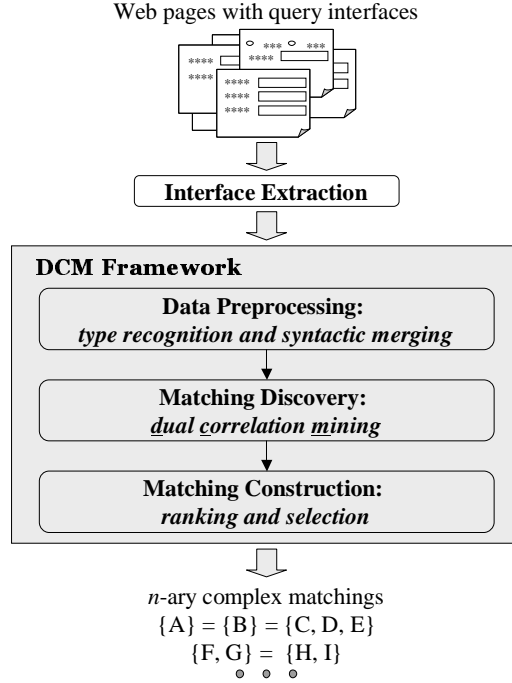 Web pages with query interfaces
*** ***
**** ****
****
**** ****
****
****
Interface Extraction
DCM Framework
Data Preprocessing:
type recognition and syntactic merging
Matching Discovery:
dual correlation mining
Matching Construction:
ranking and selection
n-ary complex matchings
{A} = {B} = {C, D, E}
{F, G} = {H, I}